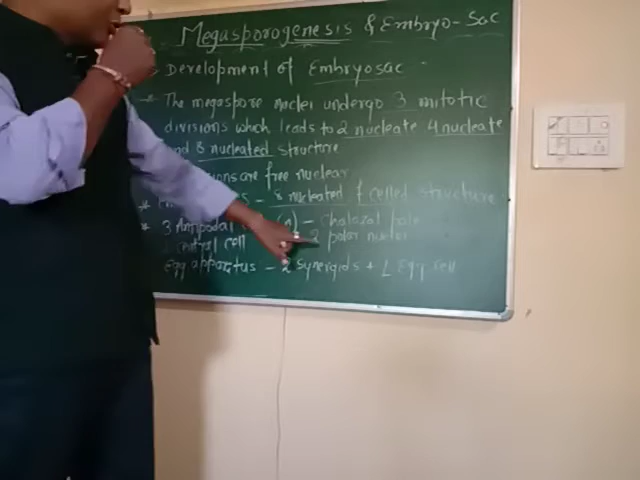 Megasporogenesis & Embryo-Sac
Development of Embryosac
* The megaspore nuclei undergo 3 mitotic
divisions which leads to 2 nucleate 4 nucleate
and 8 nucleated structure
are free nuclear
* - 8 nucleated 7 celled structure
* 3 Antipodal (n) - Chalazal pole
central cell 2 polar nuclei
Egg apparatus - 2 synergids + 1 Egg cell